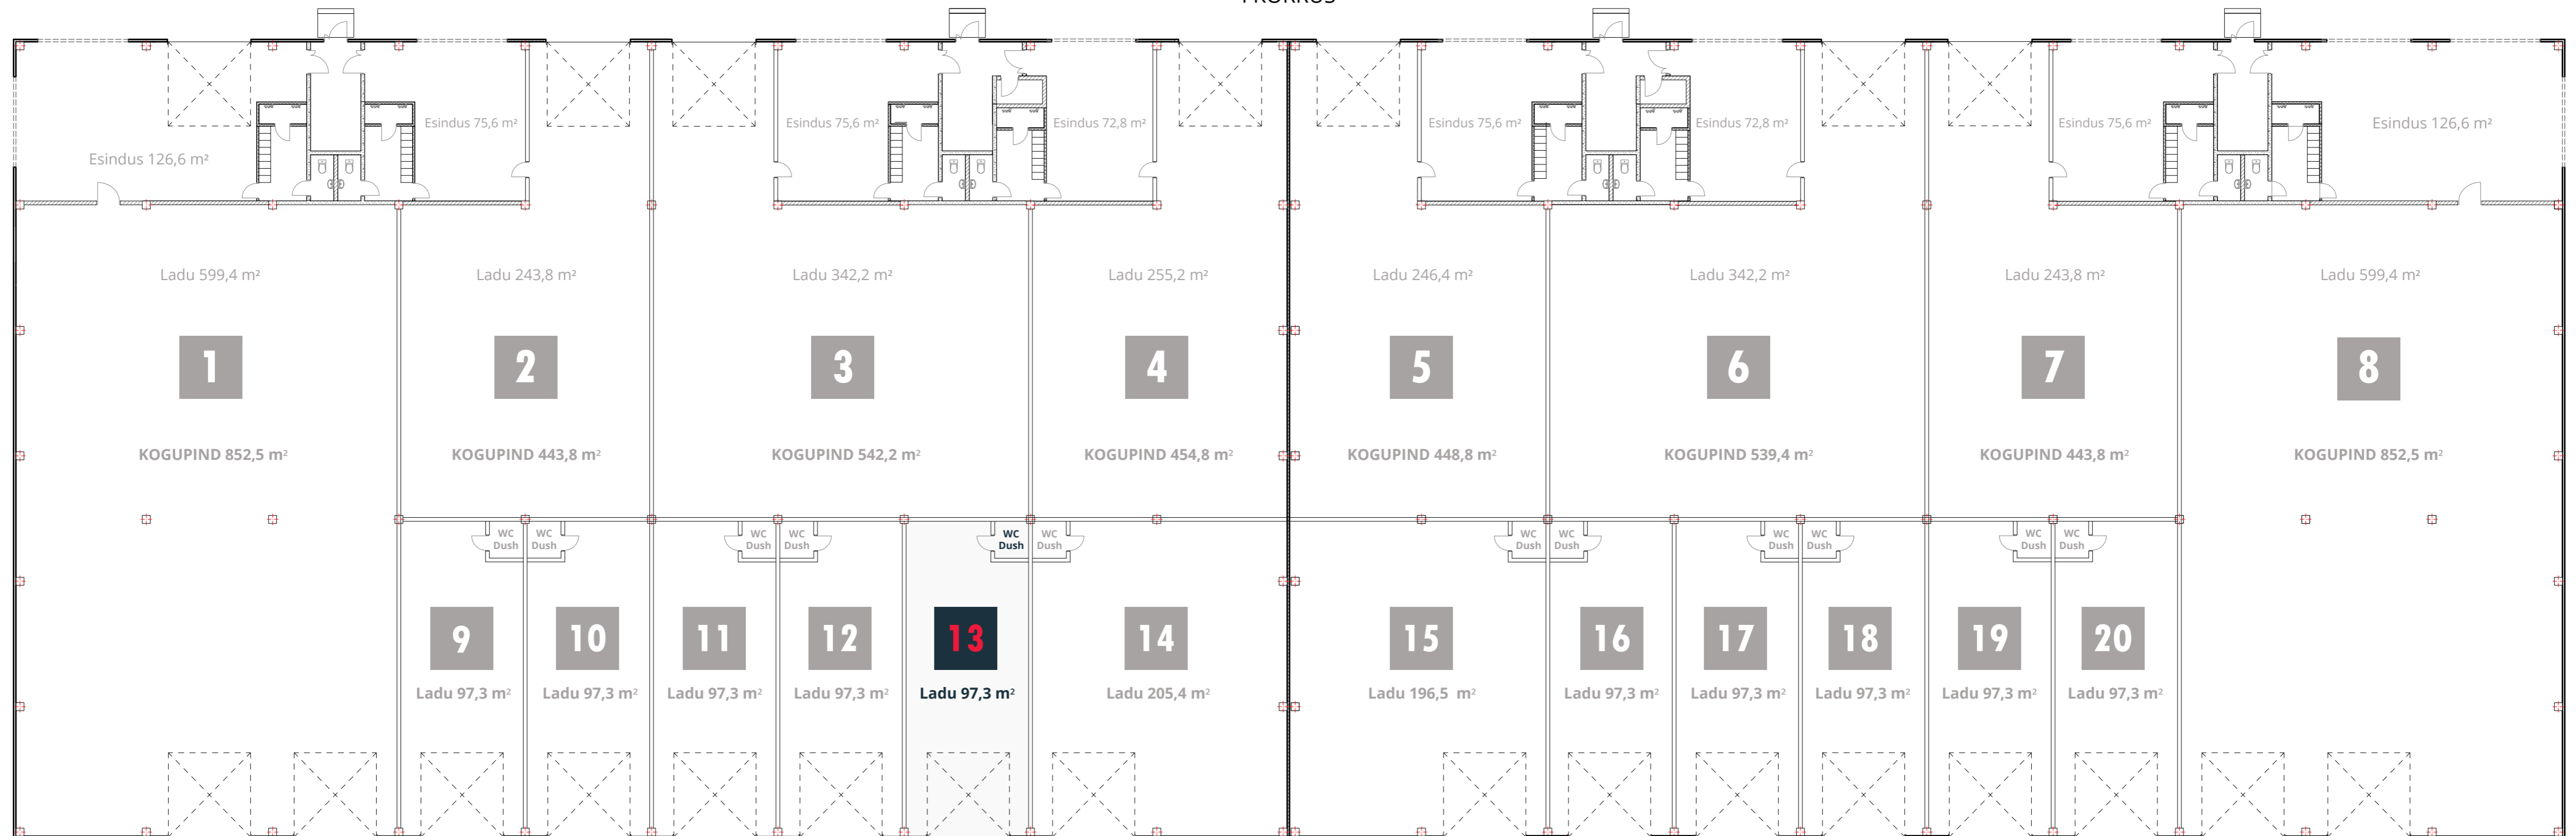 Esindus 126,6 m²
Esindus 75,6 m²
Esindus 75,6 m²
Esindus 72,8 m²
Esindus 75,6 m²
Esindus 72,8 m²
Esindus 75,6 m²
Esindus 126,6 m²
Ladu 599,4 m²
Ladu 243,8 m²
Ladu 342,2 m²
Ladu 255,2 m²
Ladu 246,4 m²
Ladu 342,2 m²
Ladu 243,8 m²
Ladu 599,4 m²
1
2
3
4
5
6
7
8
KOGUPIND 852,5 m²
KOGUPIND 443,8 m²
KOGUPIND 542,2 m²
KOGUPIND 454,8 m²
KOGUPIND 448,8 m²
KOGUPIND 539,4 m²
KOGUPIND 443,8 m²
KOGUPIND 852,5 m²
WC
Dush
WC
Dush
WC
Dush
WC
Dush
WC
Dush
WC
Dush
WC
Dush
WC
Dush
WC
Dush
WC
Dush
WC
Dush
WC
Dush
9
10
11
12
13
14
15
16
17
18
19
20
Ladu 97,3 m²
Ladu 97,3 m²
Ladu 97,3 m²
Ladu 97,3 m²
Ladu 97,3 m²
Ladu 205,4 m²
Ladu 196,5 m²
Ladu 97,3 m²
Ladu 97,3 m²
Ladu 97,3 m²
Ladu 97,3 m²
Ladu 97,3 m²